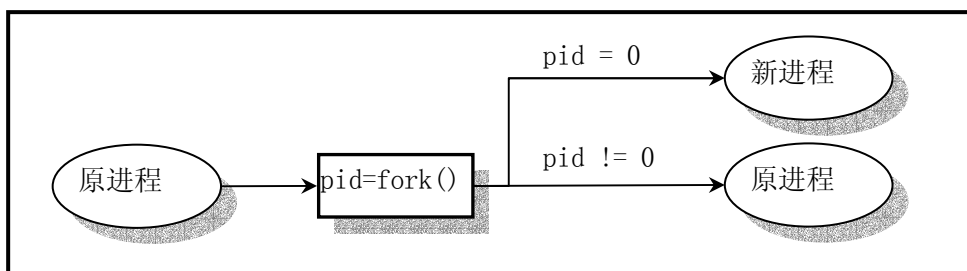 pid = 0
新进程
pid != 0
原进程
pid=fork()
原进程